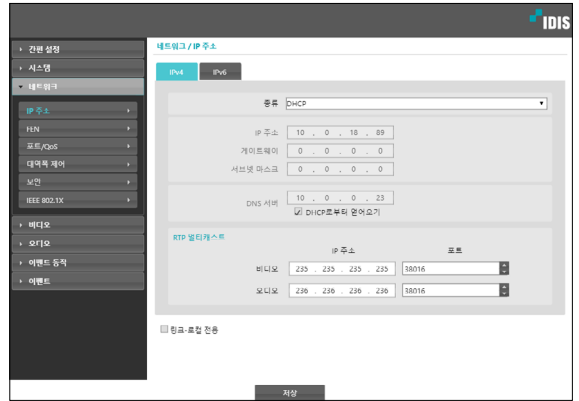 IDIS
간편 설정
시스템
네트워크
IP 주소
FEN
포트/QoS
대역폭 제어
보안
IEEE 802.1X
비디오
오디오
이벤트 동작
이벤트
네트워크 / IP 주소
IPv4 IPv6
종류 DHCP
IP 주소 10 . 0 . 18 . 89
게이트웨이 0 . 0 . 0 . 0
서브넷 마스크 0 . 0 . 0 . 0
DNS 서버 10 . 0 . 0 . 23
DHCP로부터 얻어오기
RTP 멀티캐스트
IP 주소 포트
비디오 235 . 235 . 235 . 235 38016
오디오 236 . 236 . 236 . 236 38016
링크-로컬 전용
저장